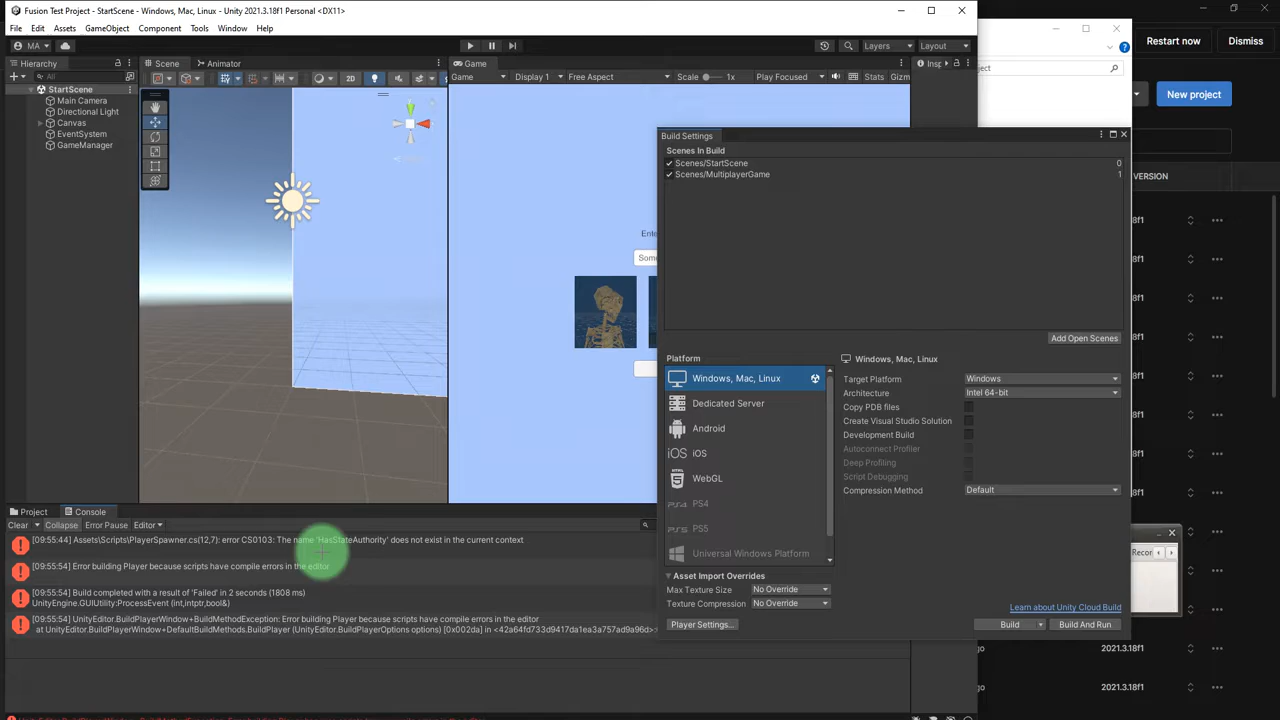 Fusion Test Project - StartScene - Windows, Mac, Linux - Unity 2021.3.18f1 Personal <DX11>
File Edit Assets GameObject Component Tools Window Help
Restart now Dismiss
MA Layers Layout
Hierarchy Scene Animator Game Insp
All 2D Game Display 1 Free Aspect Scale 1x Play Focused Stats Gizm
StartScene
Main Camera
Directional Light
Canvas
EventSystem
GameManager
New project
VERSION
Build Settings
Scenes In Build
Scenes/StartScene 0
Scenes/MultiplayerGame 1
Add Open Scenes
Platform
Windows, Mac, Linux
Dedicated Server
Android
iOS iOS
WebGL
PS4
PS5
Universal Windows Platform
Windows, Mac, Linux
Target Platform Windows
Architecture Intel 64-bit
Copy PDB files
Create Visual Studio Solution
Development Build
Autoconnect Profiler
Deep Profiling
Script Debugging
Compression Method Default
Asset Import Overrides
Max Texture Size No Override
Texture Compression No Override
Learn about Unity Cloud Build
Player Settings... Build Build And Run
Project Console
Clear Collapse Error Pause Editor
[09:55:44] Assets\Scripts\PlayerSpawner.cs(12,7): error CS0103: The name 'HasStateAuthority' does not exist in the current context
[09:55:54] Error building Player because scripts have compile errors in the editor
[09:55:54] Build completed with a result of 'Failed' in 2 seconds (1808 ms)
UnityEngine.GUIUtility:ProcessEvent (int,intptr,bool&)
[09:55:54] UnityEditor.BuildPlayerWindow+BuildMethodException: Error building Player because scripts have compile errors in the editor
at UnityEditor.BuildPlayerWindow+DefaultBuildMethods.BuildPlayer (UnityEditor.BuildPlayerOptions options) [0x002da] in <42a64fd733d9417da1ea3a757ad9a96d>:
Recor
2021.3.18f1
2021.3.18f1